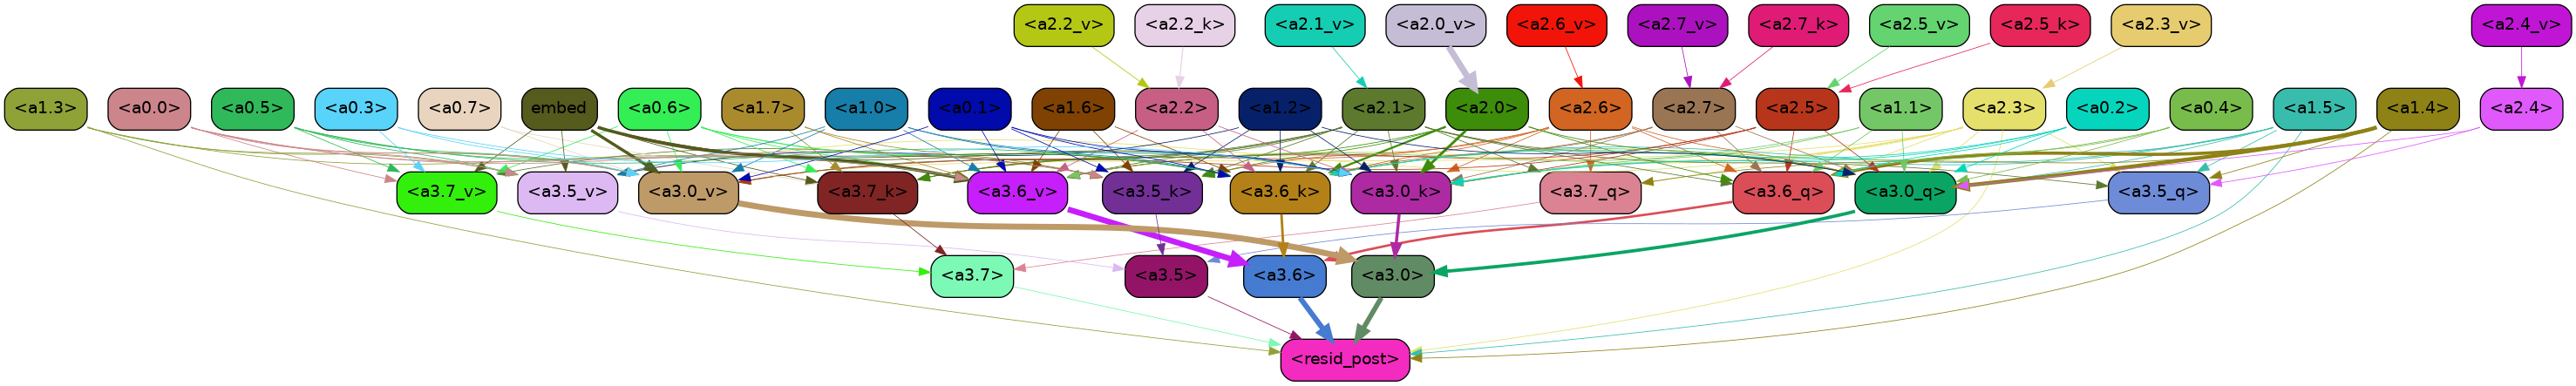 <a2.2_v> <a2.2_k> <a2.1_v> <a2.0_v> <a2.6_v> <a2.7_v> <a2.7_k> <a2.5_v> <a2.5_k> <a2.3_v> <a2.4_v>
<a1.3> <a0.0> <a0.5> <a0.3> <a0.7> embed <a0.6> <a1.7> <a1.0> <a0.1> <a1.6> <a2.2> <a1.2> <a2.1> <a2.0> <a2.6> <a2.7> <a2.5> <a1.1> <a2.3> <a0.2> <a0.4> <a1.5> <a1.4> <a2.4>
<a3.7_v> <a3.5_v> <a3.0_v> <a3.7_k> <a3.6_v> <a3.5_k> <a3.6_k> <a3.0_k> <a3.7_q> <a3.6_q> <a3.0_q> <a3.5_q>
<a3.7> <a3.5> <a3.6> <a3.0>
<resid_post>